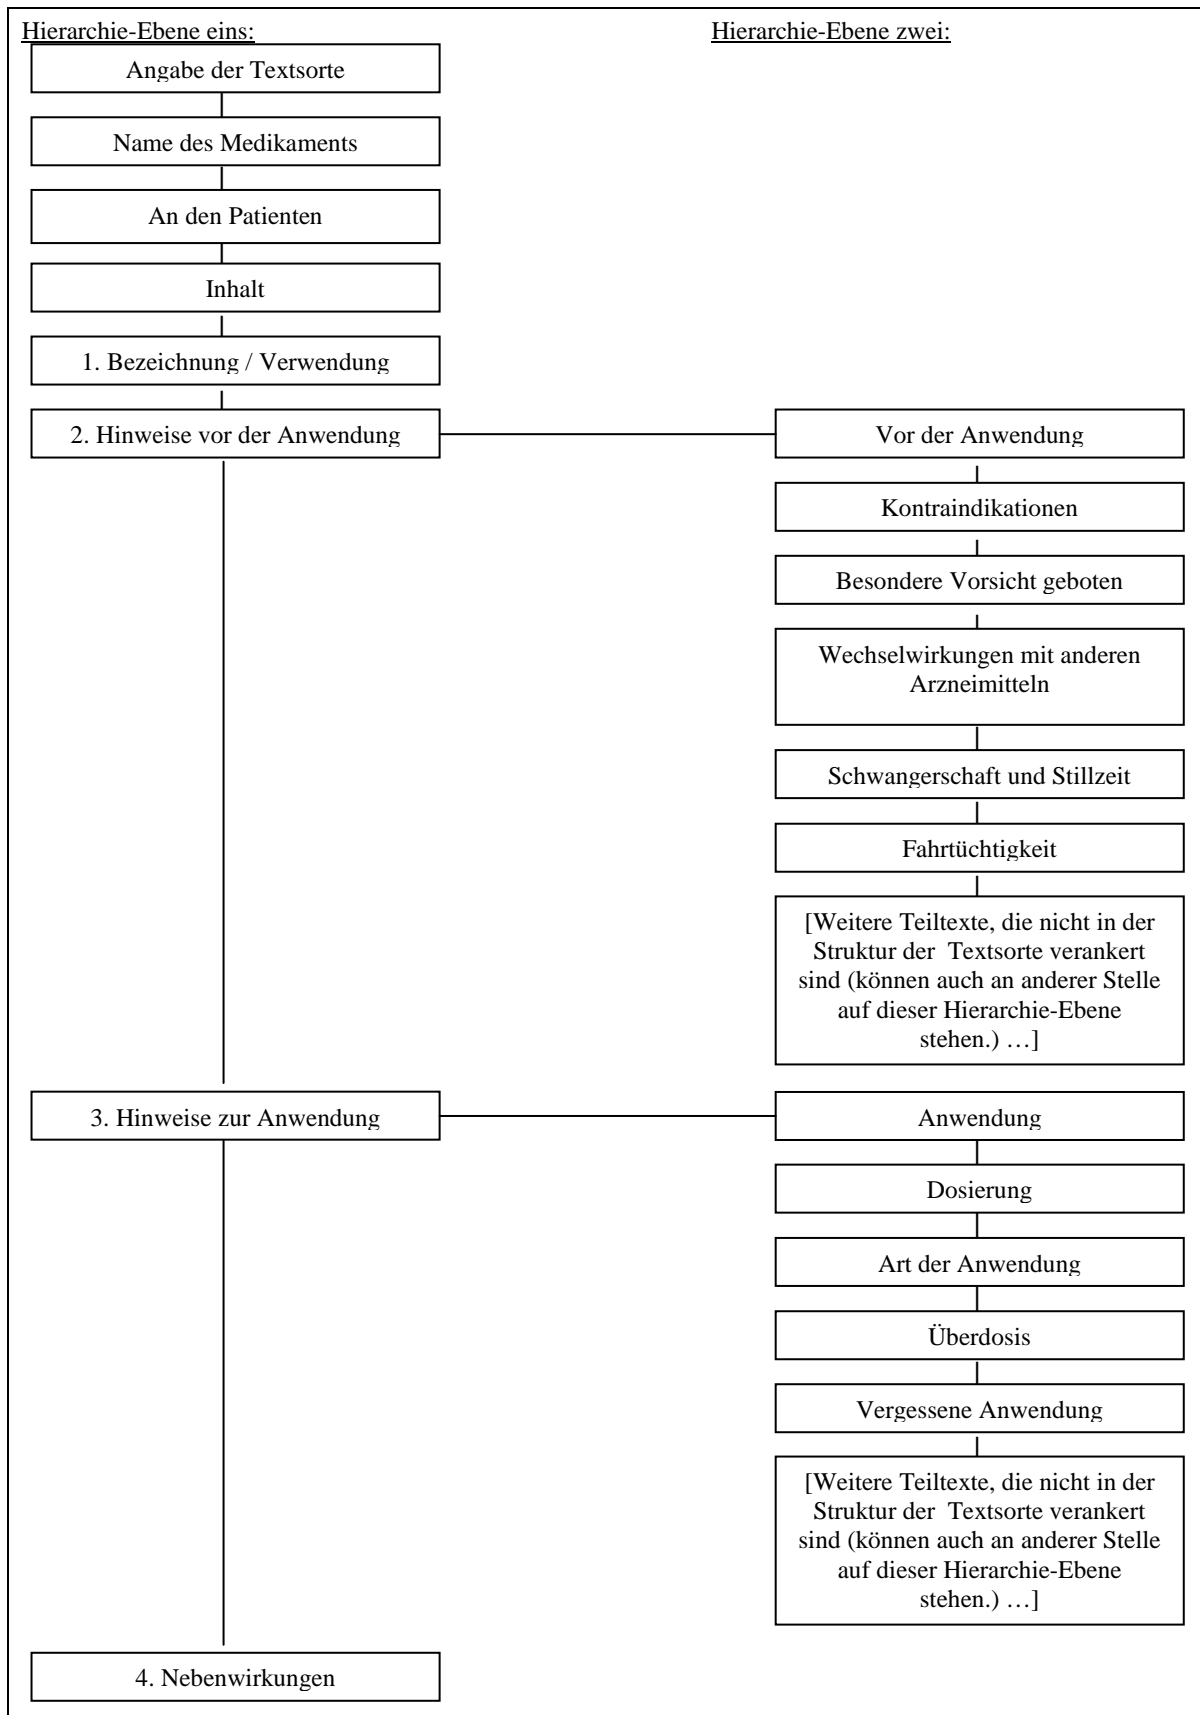 Hierarchie-Ebene eins:
Hierarchie-Ebene zwei:
Angabe der Textsorte
Name des Medikaments
An den Patienten
Inhalt
1. Bezeichnung / Verwendung
2. Hinweise vor der Anwendung
Vor der Anwendung
Kontraindikationen
Besondere Vorsicht geboten
Wechselwirkungen mit anderen
Arzneimitteln
Schwangerschaft und Stillzeit
Fahrtüchtigkeit
[Weitere Teiltexte, die nicht in der
Struktur der Textsorte verankert
sind (können auch an anderer Stelle
auf dieser Hierarchie-Ebene
stehen.) …]
3. Hinweise zur Anwendung
Anwendung
Dosierung
Art der Anwendung
Überdosis
Vergessene Anwendung
[Weitere Teiltexte, die nicht in der
Struktur der Textsorte verankert
sind (können auch an anderer Stelle
auf dieser Hierarchie-Ebene
stehen.) …]
4. Nebenwirkungen